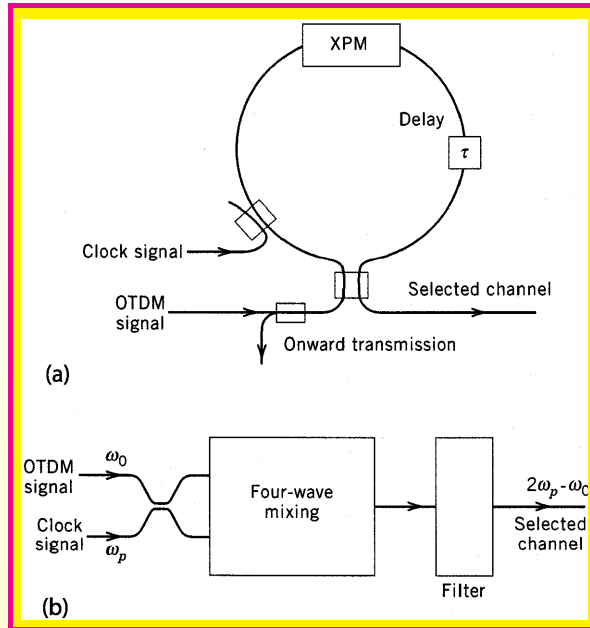 XPM
Delay
τ
Clock signal
OTDM
signal
Selected channel
Onward transmission
(a)
OTDM
signal
ω₀
Clock
signal
ωₚ
Four-wave
mixing
2ωₚ-ω₀
Selected
channel
Filter
(b)